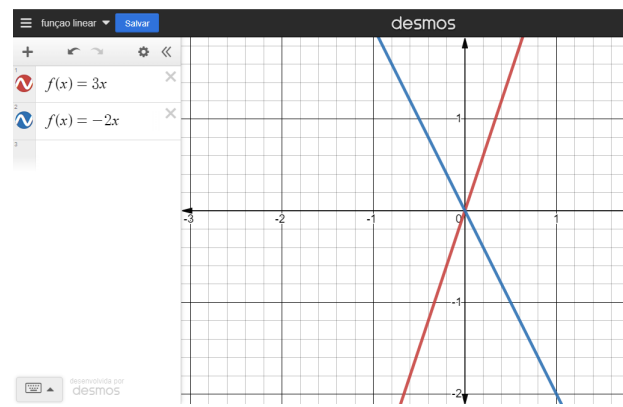 funçao linear
Salvar
desmos
1
f(x) = 3x
2
f(x) = −2x
3
desenvolvida por
desmos
1
-3
-2
-1
0
1
-1
-2